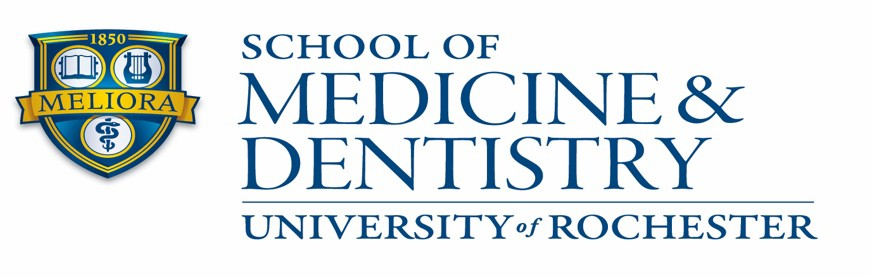 1850
MELIORA
SCHOOL OF
MEDICINE &
DENTISTRY
UNIVERSITY of ROCHESTER